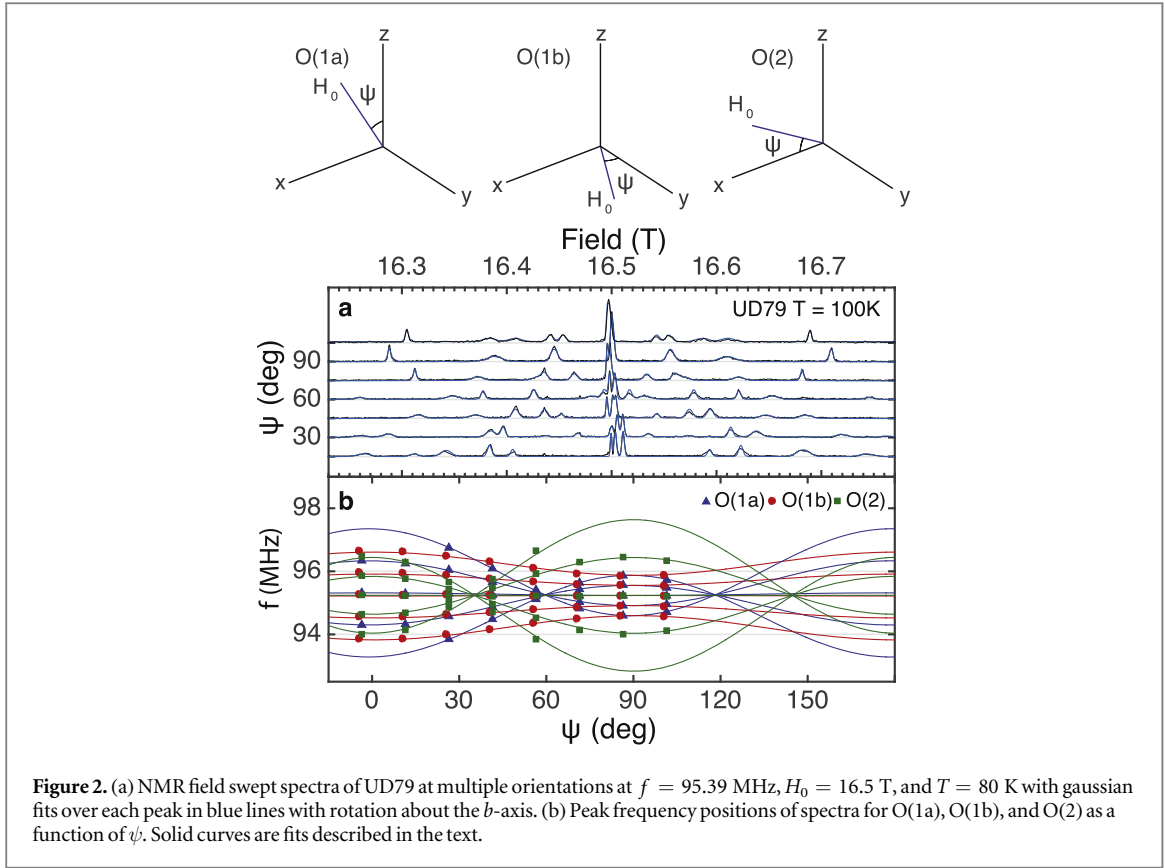 z z z
O(1a) O(1b) O(2)
H0 ψ H0 ψ
x y x H0 ψ y x y
Field (T)
16.3 16.4 16.5 16.6 16.7
a UD79 T = 100K
ψ (deg)
90
60
30
b O(1a) O(1b) O(2)
f (MHz)
98
96
94
0 30 60 90 120 150
ψ (deg)
Figure 2. (a) NMR field swept spectra of UD79 at multiple orientations at f = 95.39 MHz, H0 = 16.5 T, and T = 80 K with gaussian
fits over each peak in blue lines with rotation about the b-axis. (b) Peak frequency positions of spectra for O(1a), O(1b), and O(2) as a
function of ψ. Solid curves are fits described in the text.